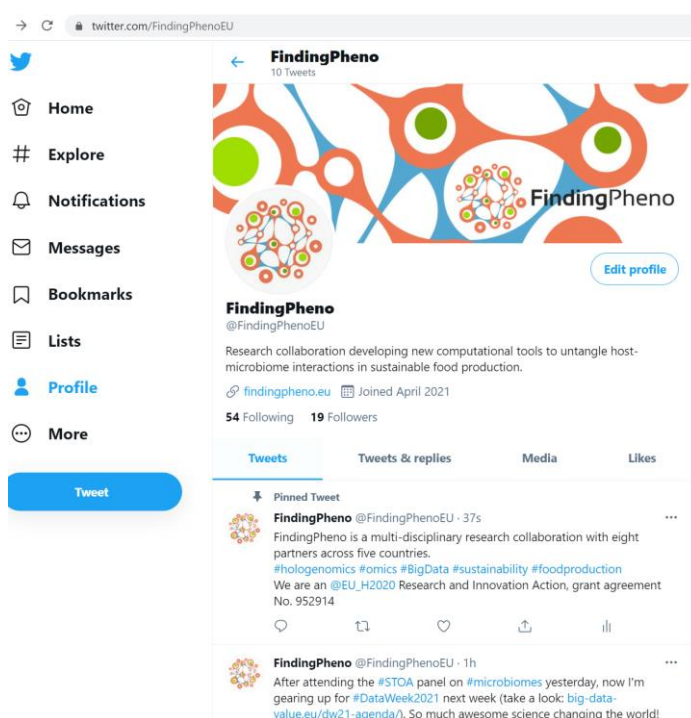 twitter.com/FindingPhenoEU
FindingPheno
10 Tweets
Home
Explore
Notifications
Messages
Bookmarks
Lists
Profile
More
Tweet
FindingPheno
Edit profile
FindingPheno
@FindingPhenoEU
Research collaboration developing new computational tools to untangle host-
microbiome interactions in sustainable food production.
findingpheno.eu Joined April 2021
54 Following 19 Followers
Tweets Tweets & replies Media Likes
Pinned Tweet
FindingPheno @FindingPhenoEU · 37s
FindingPheno is a multi-disciplinary research collaboration with eight
partners across five countries.
#hologenomics #omics #BigData #sustainability #foodproduction
We are an @EU_H2020 Research and Innovation Action, grant agreement
No. 952914
FindingPheno @FindingPhenoEU · 1h
After attending the #STOA panel on #microbiomes yesterday, now I'm
gearing up for #DataWeek2021 next week (take a look: big-data-
value.eu/dw21-agenda/). So much awesome science changing the world!